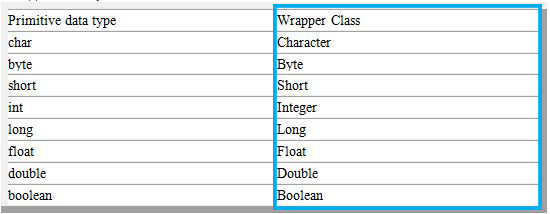 Primitive data type Wrapper Class
char Character
byte Byte
short Short
int Integer
long Long
float Float
double Double
boolean Boolean